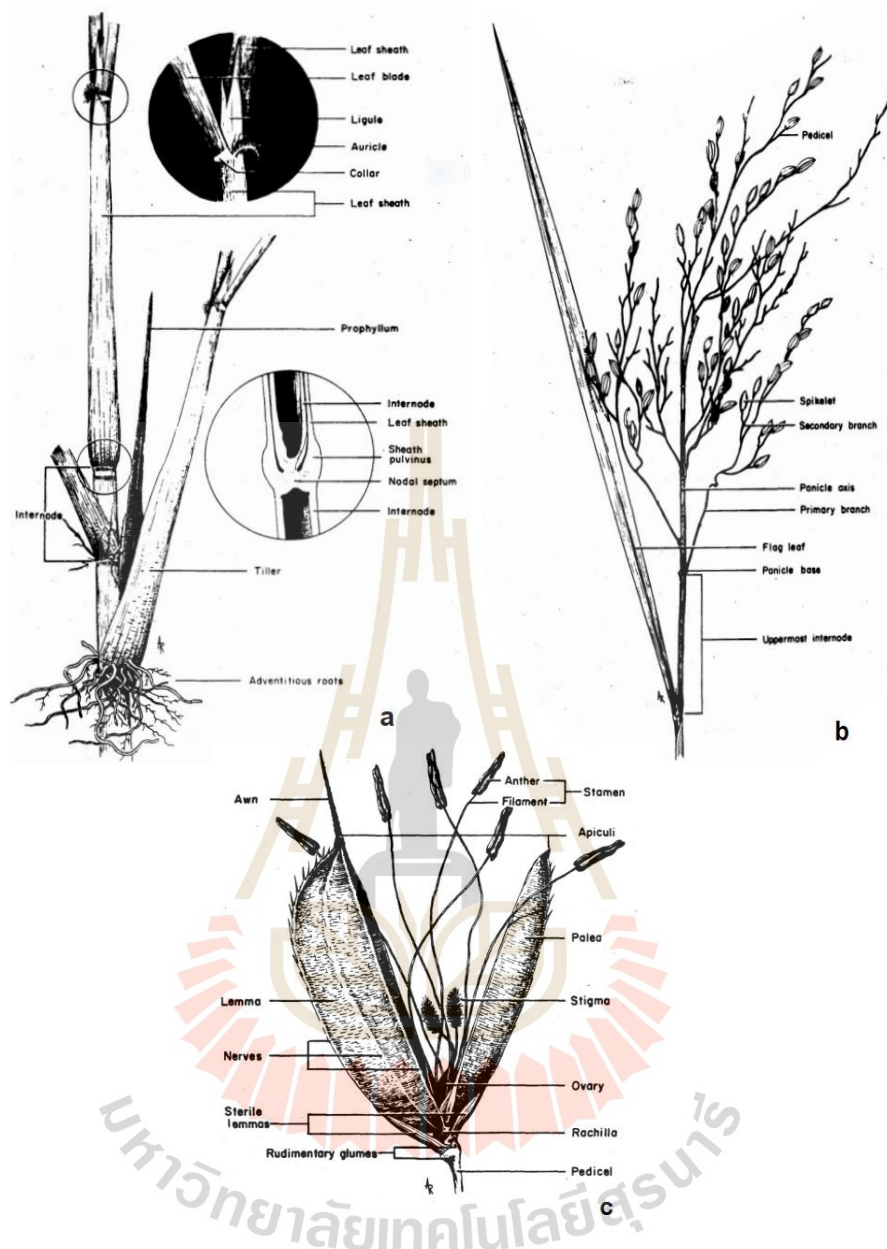 Leaf sheath
Leaf blade
Ligule
Auricle
Collar
Leaf sheath
Prophyllum
Internode
Leaf sheath
Sheath
pulvinus
Nodal septum
Internode
Internode
Tiller
Adventitious roots
a
Pedicel
Spikelet
Secondary branch
Panicle axis
Primary branch
Flag leaf
Panicle base
Uppermost internode
b
Awn
Anther
Filament
Stamen
Apiculi
Palea
Lemma
Stigma
Nerves
Ovary
Sterile
lemmas
Rachilla
Rudimentary glumes
Pedicel
c
มหาวิทยาลัยเทคโนโลยีสุรนารี